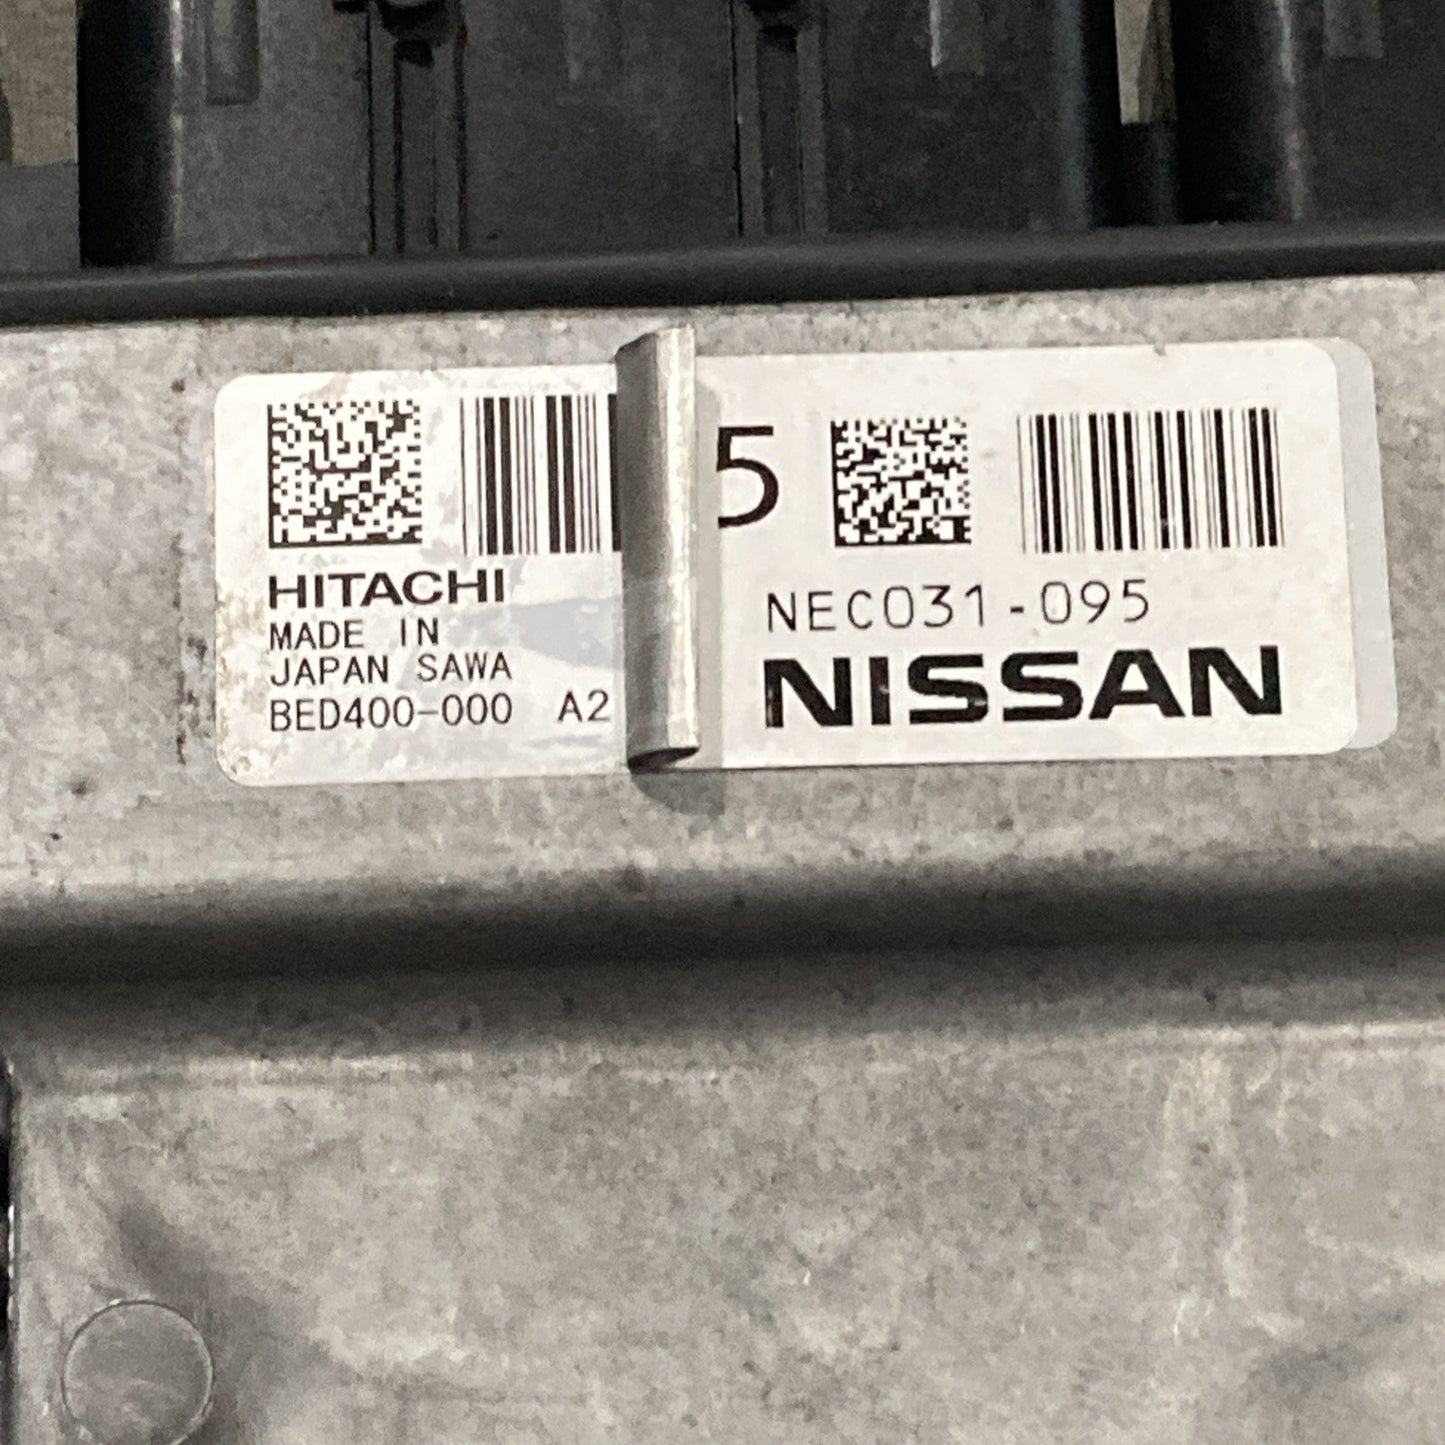 HITACHI
MADE IN
JAPAN SAWA
BED400-000 A2
5
NEC031-095
NISSAN